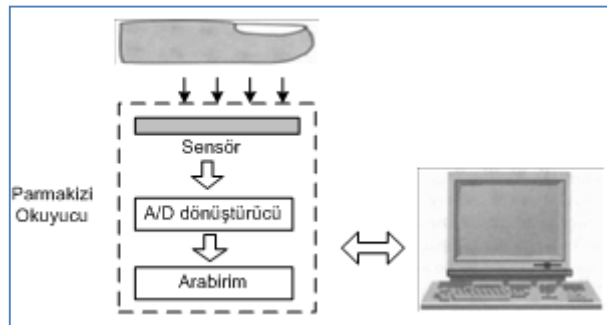 Sensör
Parmakizi
Okuyucu
A/D dönüştürücü
Arabirim